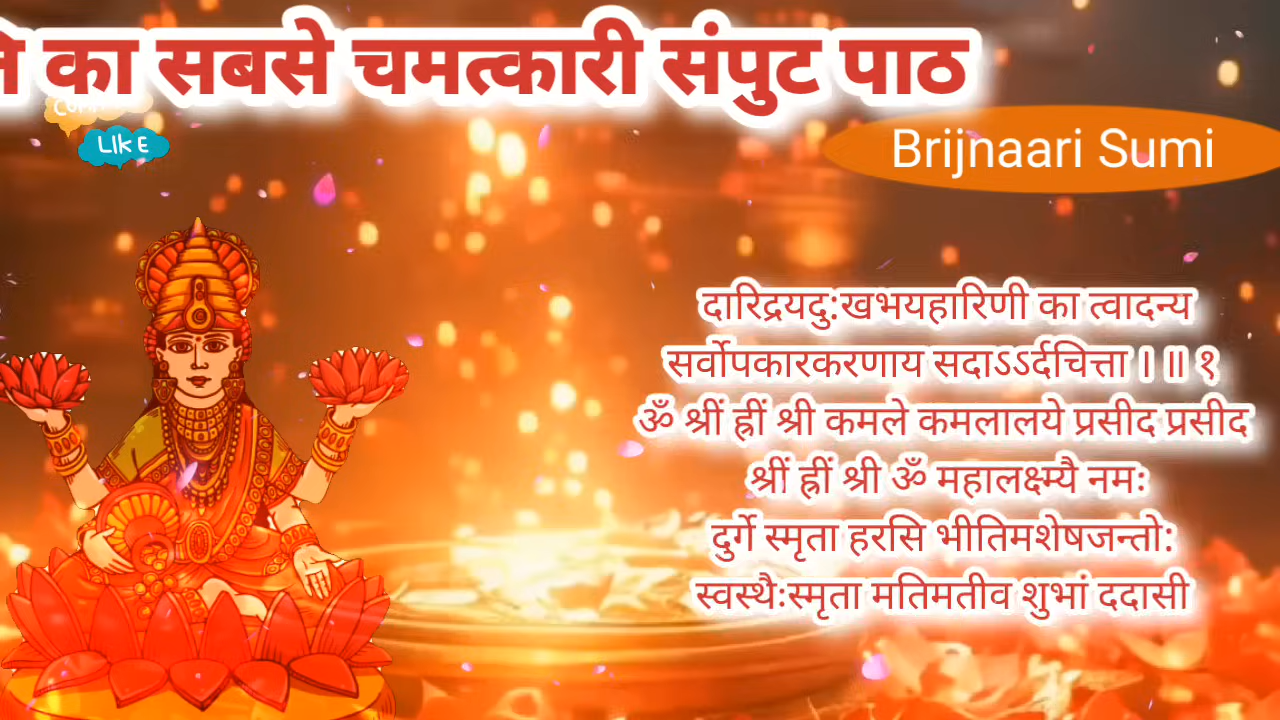 का सबसे चमत्कारी संपुट पाठ
LIKE
Brijnaari Sumi
दारिद्रयदु:खभयहारिणी का त्वादन्य
सर्वोपकारकरणाय सदाऽऽर्दचित्ता । ॥ १
ॐ श्रीं ह्रीं श्री कमले कमलालये प्रसीद प्रसीद
श्रीं ह्रीं श्री ॐ महालक्ष्म्यै नमः
दुर्गे स्मृता हरसि भीतिमशेषजन्तो:
स्वस्थैःस्मृता मतिमतीव शुभां ददासी